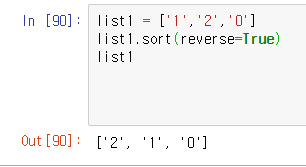 In [90]: list1 = ['1','2','0']
list1.sort(reverse=True)
list1
Out[90]: ['2', '1', '0']